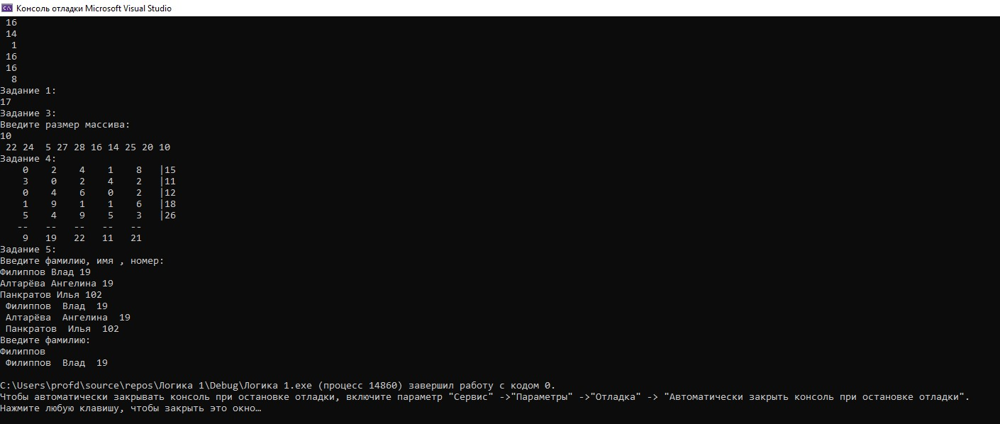 Консоль отладки Microsoft Visual Studio
16
14
1
16
16
8
Задание 1:
17
Задание 3:
Введите размер массива:
10
22 24  5 27 28 16 14 25 20 10
Задание 4:
0    2    4    1    8   |15
3    0    2    4    2   |11
0    4    6    0    2   |12
1    9    1    1    6   |18
5    4    9    5    3   |26
--   --   --   --   --
9   19   22   11   21
Задание 5:
Введите фамилию, имя , номер:
Филиппов Влад 19
Алтарёва Ангелина 19
Панкратов Илья 102
Филиппов  Влад  19
Алтарёва  Ангелина  19
Панкратов  Илья  102
Введите фамилию:
Филиппов
Филиппов  Влад  19
C:\Users\profd\source\repos\Логика 1\Debug\Логика 1.exe (процесс 14860) завершил работу с кодом 0.
Чтобы автоматически закрывать консоль при остановке отладки, включите параметр "Сервис" ->"Параметры" ->"Отладка" -> "Автоматически закрыть консоль при остановке отладки".
Нажмите любую клавишу, чтобы закрыть это окно…